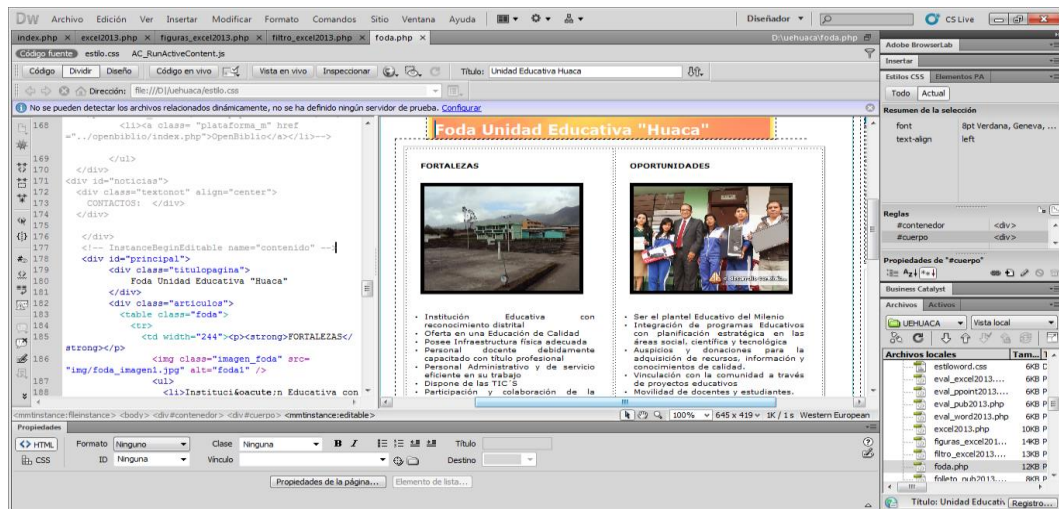 DW Archivo Edición Ver Insertar Modificar Formato Comandos Sitio Ventana Ayuda Diseñador CS Live
index.php × excel2013.php × figuras_excel2013.php × filtro_excel2013.php × foda.php × D:\uehuaca\foda.php
Código fuente estilo.css AC_RunActiveContent.js
Código Dividir Diseño Código en vivo Vista en vivo Inspeccionar Título: Unidad Educativa Huaca
Dirección: file:///D|/uehuaca/estilo.css
No se pueden detectar los archivos relacionados dinámicamente, no se ha definido ningún servidor de prueba. Configurar
168 <li><a class= "plataforma_m" href
="../openbiblio/index.php">OpenBiblio</a></li>-->
169 </ul>
170 </div>
171 <div id="noticias">
172 <div class="textonot" align="center">
173 CONTACTOS: </div>
174 </div>
175
176 </div>
177 <!-- InstanceBeginEditable name="contenido" -->
178 <div id="principal">
179 <div class="titulopagina">
180 Foda Unidad Educativa "Huaca"
181 </div>
182 <div class="articulos">
183 <table class="foda">
184 <tr>
185 <td width="244"><p><strong>FORTALEZAS</
strong></p>
186 <img class="imagen_foda" src=
"img/foda_imagen1.jpg" alt="foda1" />
187 <ul>
188 <li>Instituci&oacute;n Educativa con
Foda Unidad Educativa "Huaca"
FORTALEZAS
• Institución Educativa con
reconocimiento distrital
• Oferta en una Educación de Calidad
• Posee Infraestructura física adecuada
• Personal docente debidamente
capacitado con título profesional
• Personal Administrativo y de servicio
eficiente en su trabajo
• Dispone de las TIC`S
• Participación y colaboración de la
OPORTUNIDADES
• Ser el plantel Educativo del Milenio
• Integración de programas Educativos
con planificación estratégica en las
áreas social, científica y tecnológica
• Auspicios y donaciones para la
adquisición de recursos, información y
conocimientos de calidad.
• Vinculación con la comunidad a través
de proyectos educativos
• Movilidad de docentes y estudiantes.
<mmtinstance:fileinstance> <body> <div#contenedor> <div#cuerpo> <mmtinstance:editable> 100% 645 x 419 1K / 1 s Western European
Propiedades
<> HTML Formato Ninguno Clase Ninguna B I Título
CSS ID Ninguna Vínculo Destino
Propiedades de la página... Elemento de lista...
Adobe BrowserLab
Insertar
Estilos CSS Elementos PA
Todo Actual
Resumen de la selección
font 8pt Verdana, Geneva, ...
text-align left
Reglas
#contenedor <div>
#cuerpo <div>
Propiedades de "#cuerpo"
Business Catalyst
Archivos Activos
UEHUACA Vista local
Archivos locales Tam...
estiloword.css 6KB
eval_excel2013.... 6KB P
eval_ppoint2013.... 6KB P
eval_pub2013.php 6KB P
eval_word2013.php 6KB P
excel2013.php 10KB P
figuras_excel201... 14KB P
filtro_excel2013.... 13KB P
foda.php 12KB P
folleto_pub2013.... 8KB P
Título: Unidad Educativ Registro...